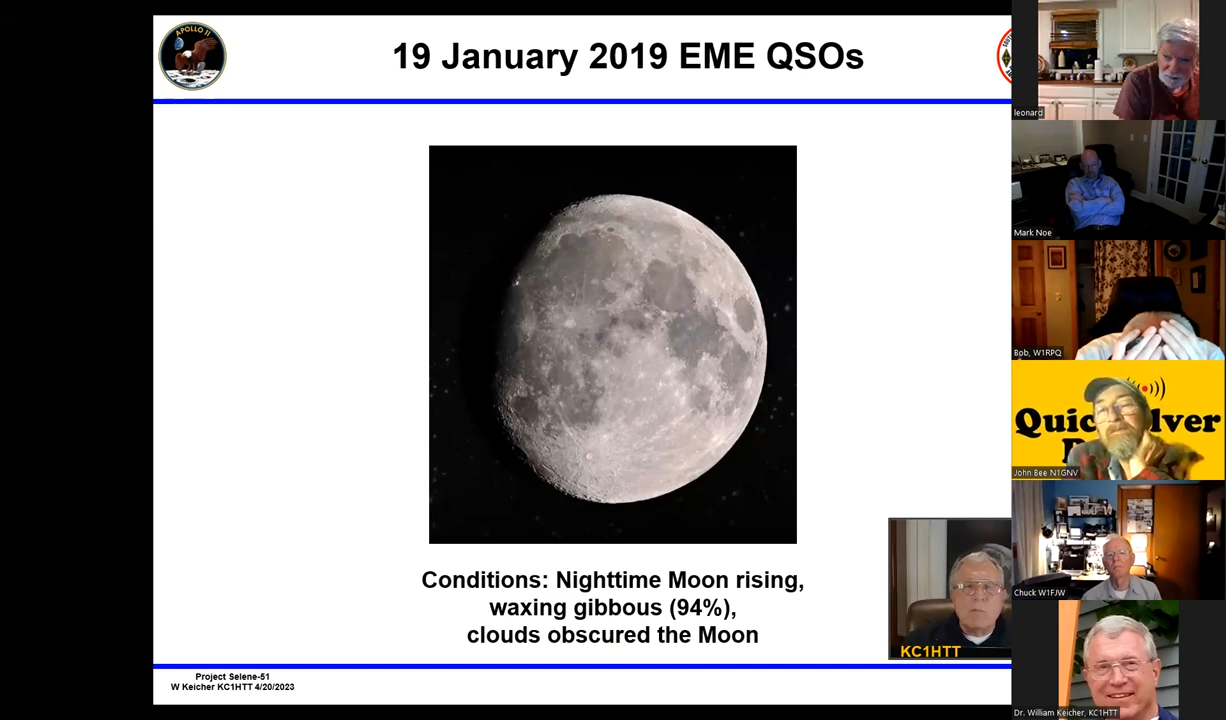 APOLLO 11
19 January 2019 EME QSOs
Conditions: Nighttime Moon rising,
waxing gibbous (94%),
clouds obscured the Moon
KC1HTT
Project Selene-51
W Keicher KC1HTT 4/20/2023
leonard
Mark Noe
Bob, W1RPQ
John Bee N1GNV
Chuck W1FJW
Dr. William Keicher, KC1HTT